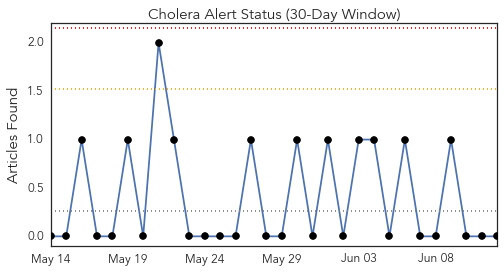 Cholera Alert Status (30-Day Window)
Articles Found
2.0
1.5
1.0
0.5
0.0
May 14 May 19 May 24 May 29 Jun 03 Jun 08